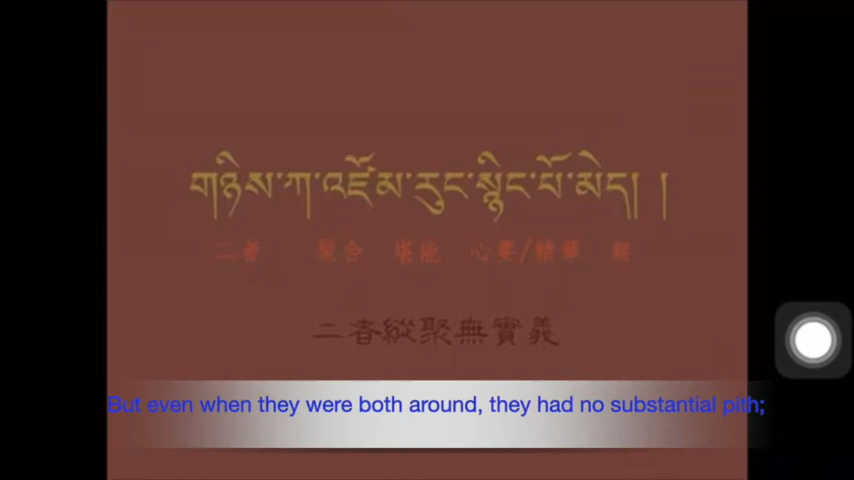 གཉིས་ཀ་འཛོམ་རུང་སྙིང་པོ་མེད། །
二者 聚合 堪能 心要/精華 無
二者縱聚無實義
But even when they were both around, they had no substantial pith;